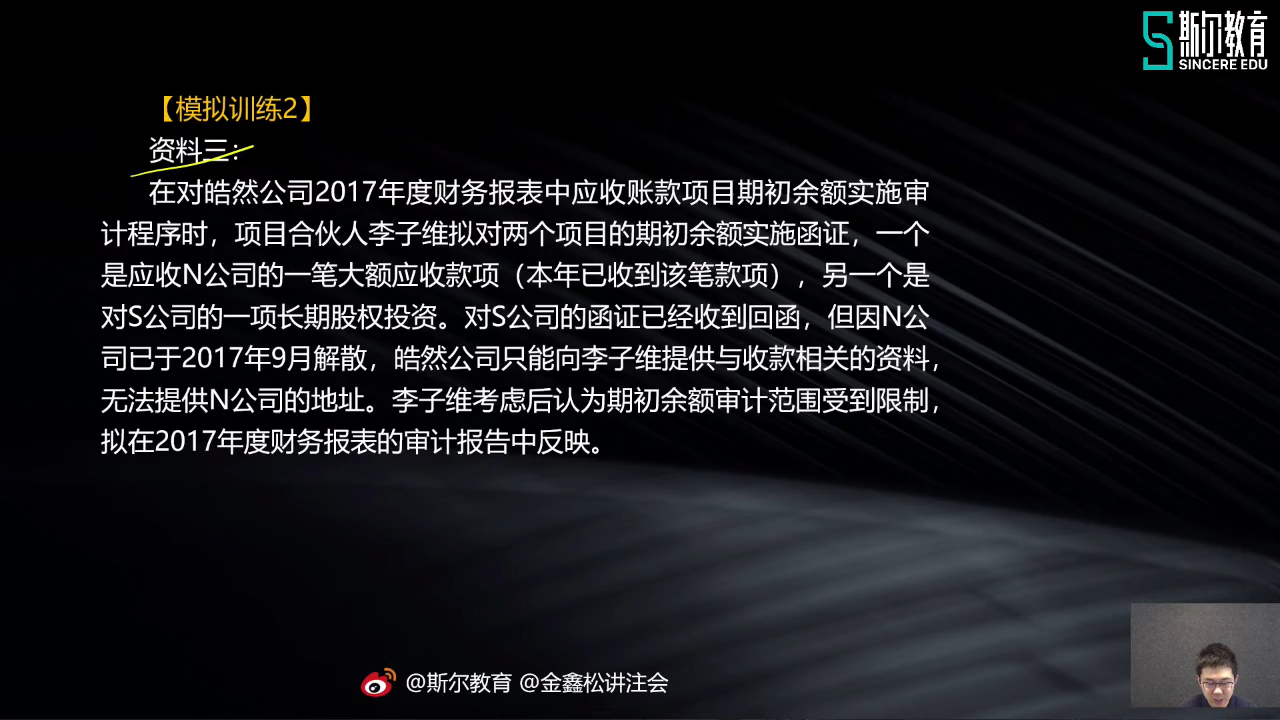 斯尔教育
SINCERE EDU
【模拟训练2】
资料三：
在对皓然公司2017年度财务报表中应收账款项目期初余额实施审
计程序时，项目合伙人李子维拟对两个项目的期初余额实施函证，一个
是应收N公司的一笔大额应收款项（本年已收到该笔款项），另一个是
对S公司的一项长期股权投资。对S公司的函证已经收到回函，但因N公
司已于2017年9月解散，皓然公司只能向李子维提供与收款相关的资料，
无法提供N公司的地址。李子维考虑后认为期初余额审计范围受到限制，
拟在2017年度财务报表的审计报告中反映。
@斯尔教育 @金鑫松讲注会